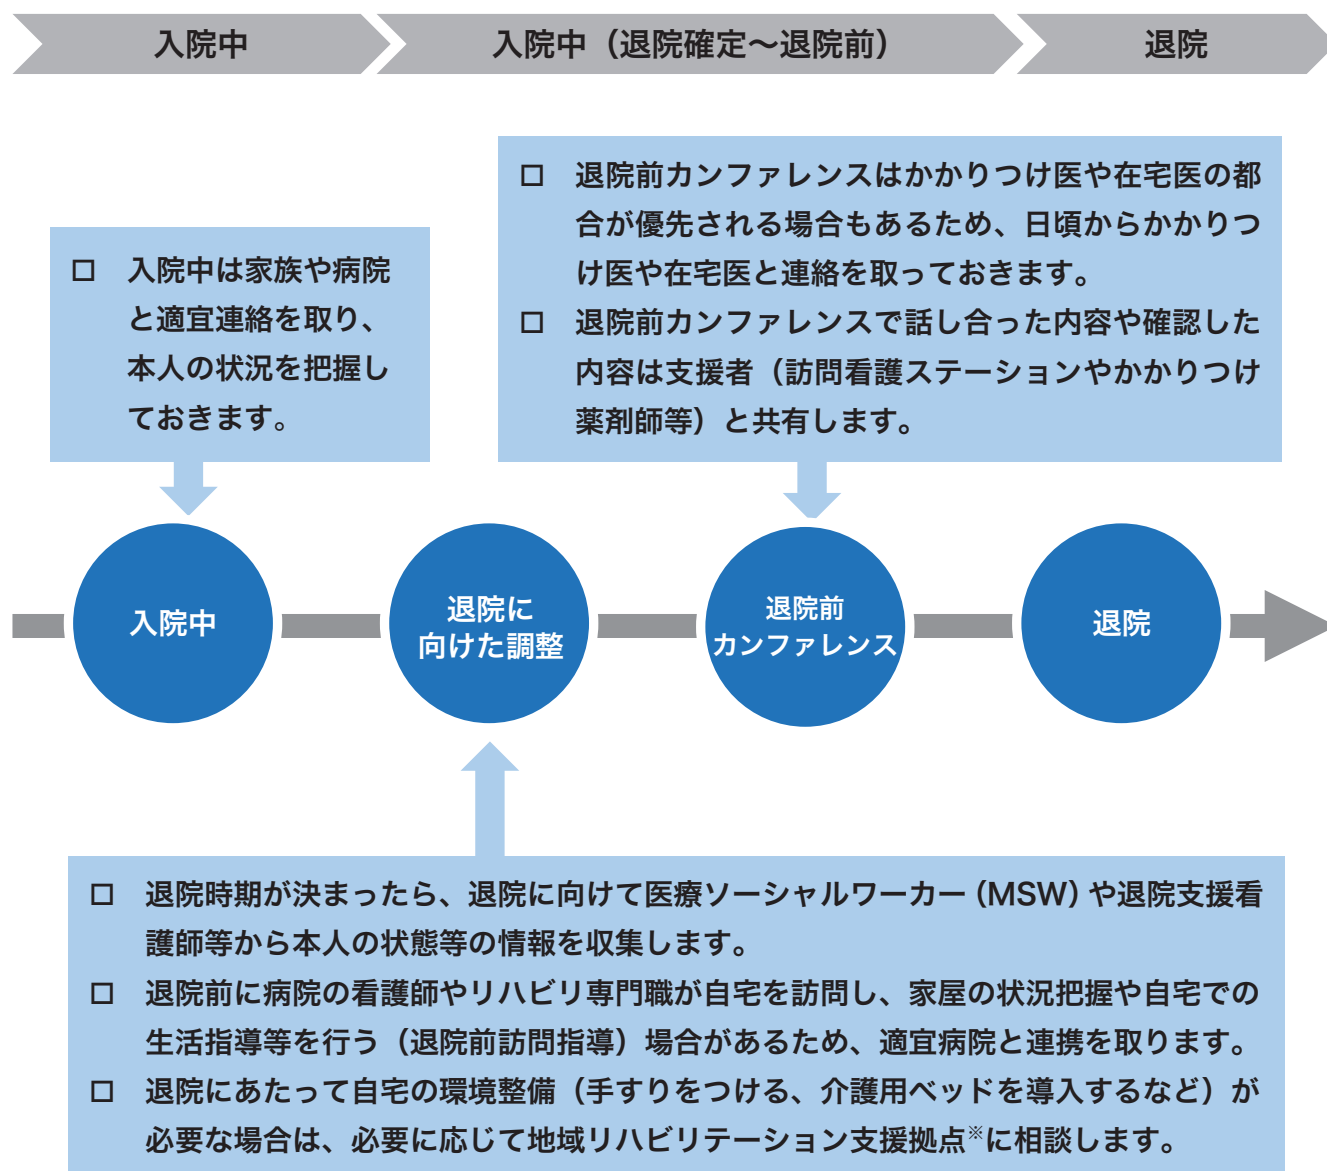 入院中
入院中（退院確定～退院前）
退院
□ 入院中は家族や病院
と適宜連絡を取り、
本人の状況を把握し
ておきます。
□ 退院前カンファレンスはかかりつけ医や在宅医の都
合が優先される場合もあるため、日頃からかかりつ
け医や在宅医と連絡を取っておきます。
□ 退院前カンファレンスで話し合った内容や確認した
内容は支援者（訪問看護ステーションやかかりつけ
薬剤師等）と共有します。
入院中
退院に
向けた調整
退院前
カンファレンス
退院
□ 退院時期が決まったら、退院に向けて医療ソーシャルワーカー（MSW）や退院支援看
護師等から本人の状態等の情報を収集します。
□ 退院前に病院の看護師やリハビリ専門職が自宅を訪問し、家屋の状況把握や自宅での
生活指導等を行う（退院前訪問指導）場合があるため、適宜病院と連携を取ります。
□ 退院にあたって自宅の環境整備（手すりをつける、介護用ベッドを導入するなど）が
必要な場合は、必要に応じて地域リハビリテーション支援拠点※に相談します。